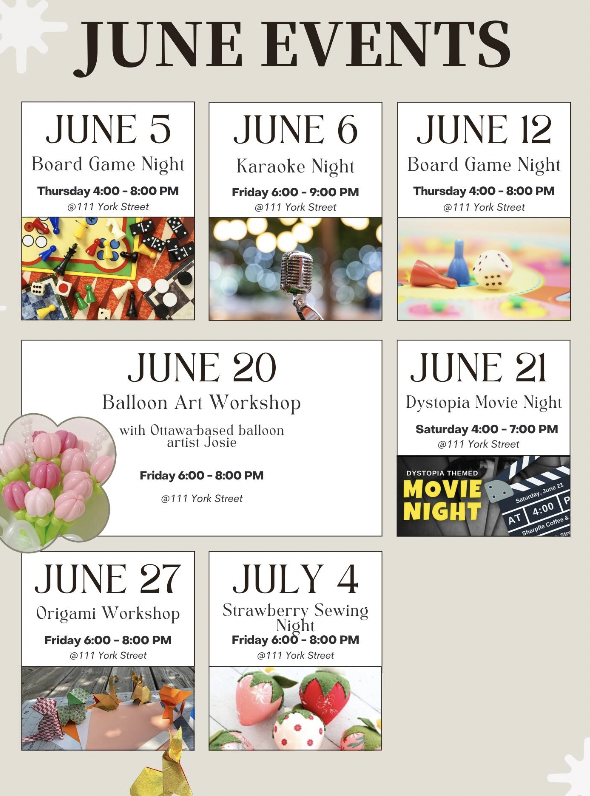 JUNE EVENTS
JUNE 5
Board Game Night
Thursday 4:00 - 8:00 PM
@111 York Street
JUNE 6
Karaoke Night
Friday 6:00 - 9:00 PM
@111 York Street
JUNE 12
Board Game Night
Thursday 4:00 - 8:00 PM
@111 York Street
JUNE 20
Balloon Art Workshop
with Ottawa-based balloon
artist Josie
Friday 6:00 - 8:00 PM
@111 York Street
JUNE 21
Dystopia Movie Night
Saturday 4:00 - 7:00 PM
@111 York Street
DYSTOPIA THEMED
MOVIE
NIGHT
Saturday, June 21
AT 4:00 P
Coffee &
JUNE 27
Origami Workshop
Friday 6:00 - 8:00 PM
@111 York Street
JULY 4
Strawberry Sewing
Night
Friday 6:00 - 8:00 PM
@111 York Street